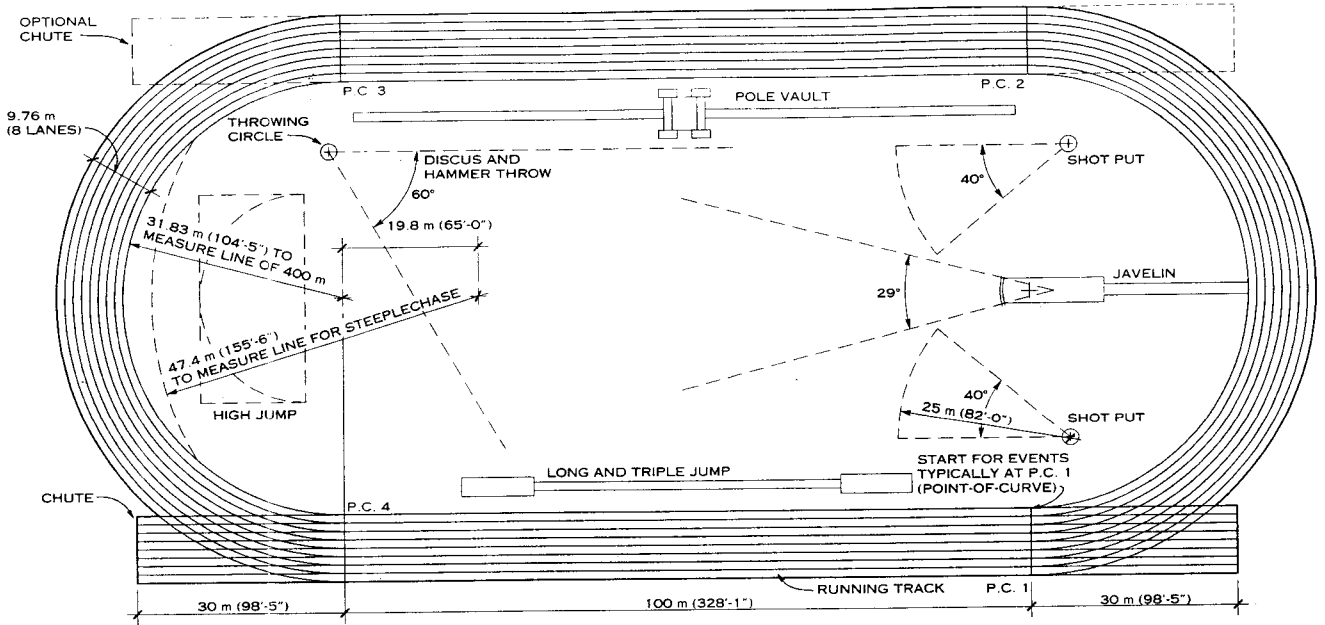 OPTIONAL
CHUTE
P.C. 3
P.C. 2
POLE VAULT
9.76 m
(8 LANES)
THROWING
CIRCLE
DISCUS AND
HAMMER THROW
60°
SHOT PUT
40°
19.8 m (65'-0")
31.83 m (104'-5") TO
MEASURE LINE OF 400 m
JAVELIN
29°
47.4 m (155'-6")
TO MEASURE LINE FOR STEEPLECHASE
HIGH JUMP
40°
25 m (82'-0")
SHOT PUT
LONG AND TRIPLE JUMP
START FOR EVENTS
TYPICALLY AT P.C. 1
(POINT-OF-CURVE)
CHUTE
P.C. 4
RUNNING TRACK
P.C. 1
30 m (98'-5")
100 m (328'-1")
30 m (98'-5")